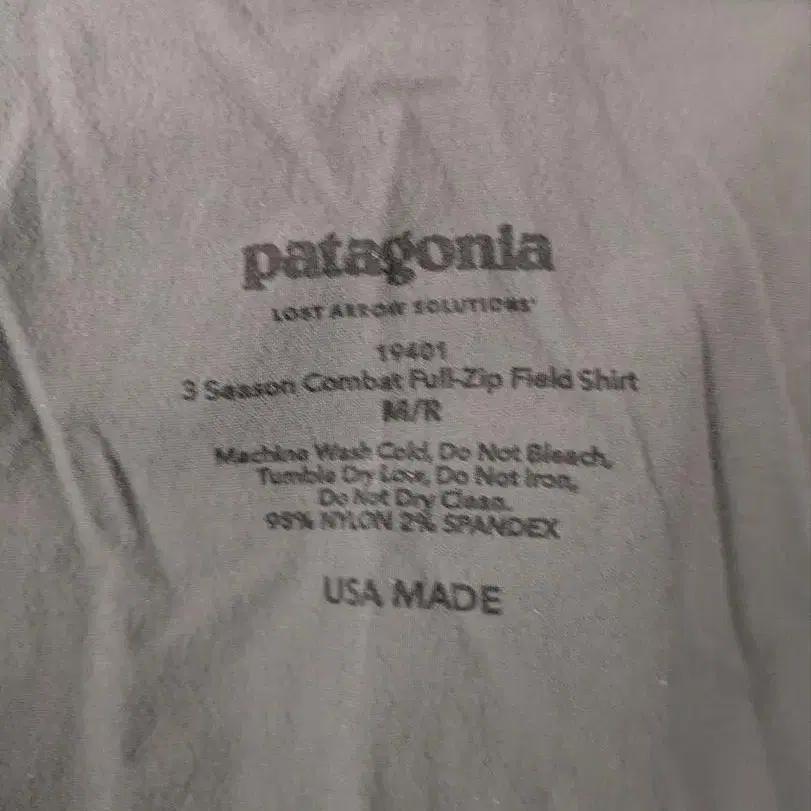 patagonia
LOST ARROW SOLUTIONS
19401
3 Season Combat Full-Zip Field Shirt
M/R
Machine Wash Cold, Do Not Bleach,
Tumble Dry Low, Do Not Iron,
Do Not Dry Clean.
98% NYLON 2% SPANDEX
USA MADE